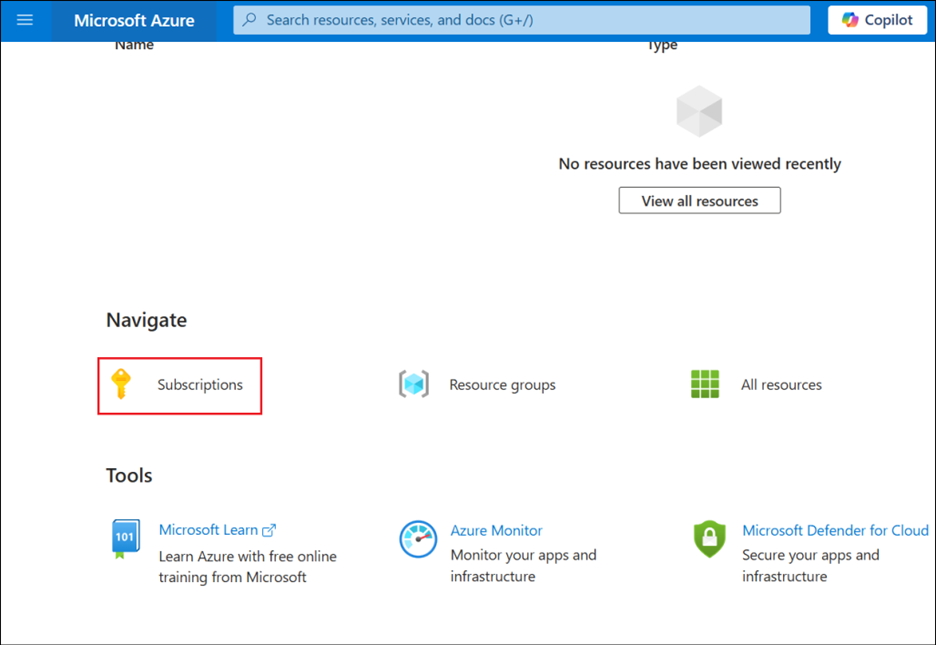 Microsoft Azure
Search resources, services, and docs (G+/)
Copilot
Name
Type
No resources have been viewed recently
View all resources
Navigate
Subscriptions
Resource groups
All resources
Tools
101
Microsoft Learn
Learn Azure with free online
training from Microsoft
Azure Monitor
Monitor your apps and
infrastructure
Microsoft Defender for Cloud
Secure your apps and
infrastructure